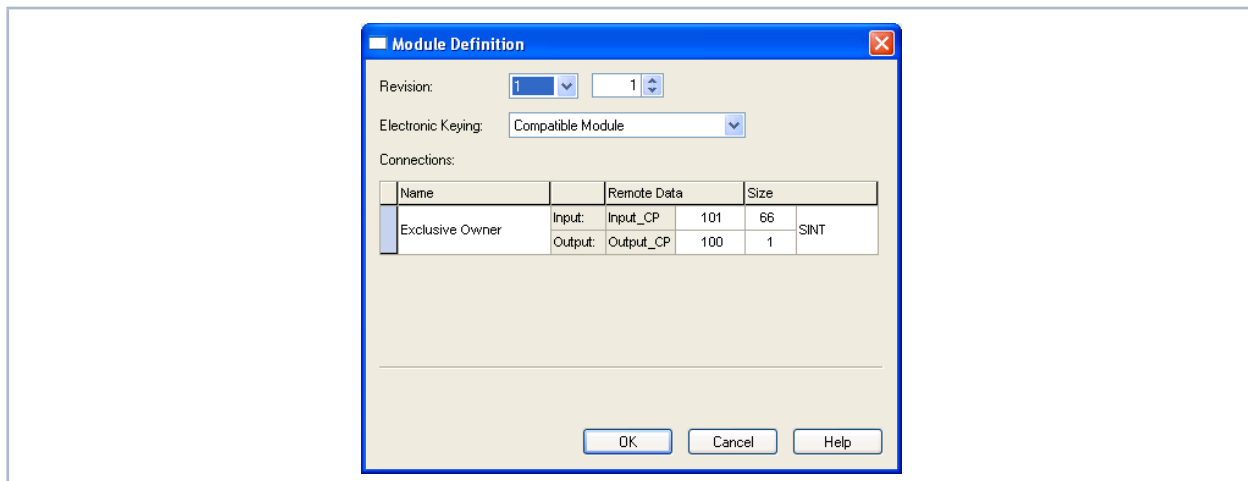 Module Definition
Revision: 1 1
Electronic Keying: Compatible Module
Connections:
Name Remote Data Size
Exclusive Owner Input: Input_CP 101 66 SINT
Output: Output_CP 100 1
OK Cancel Help